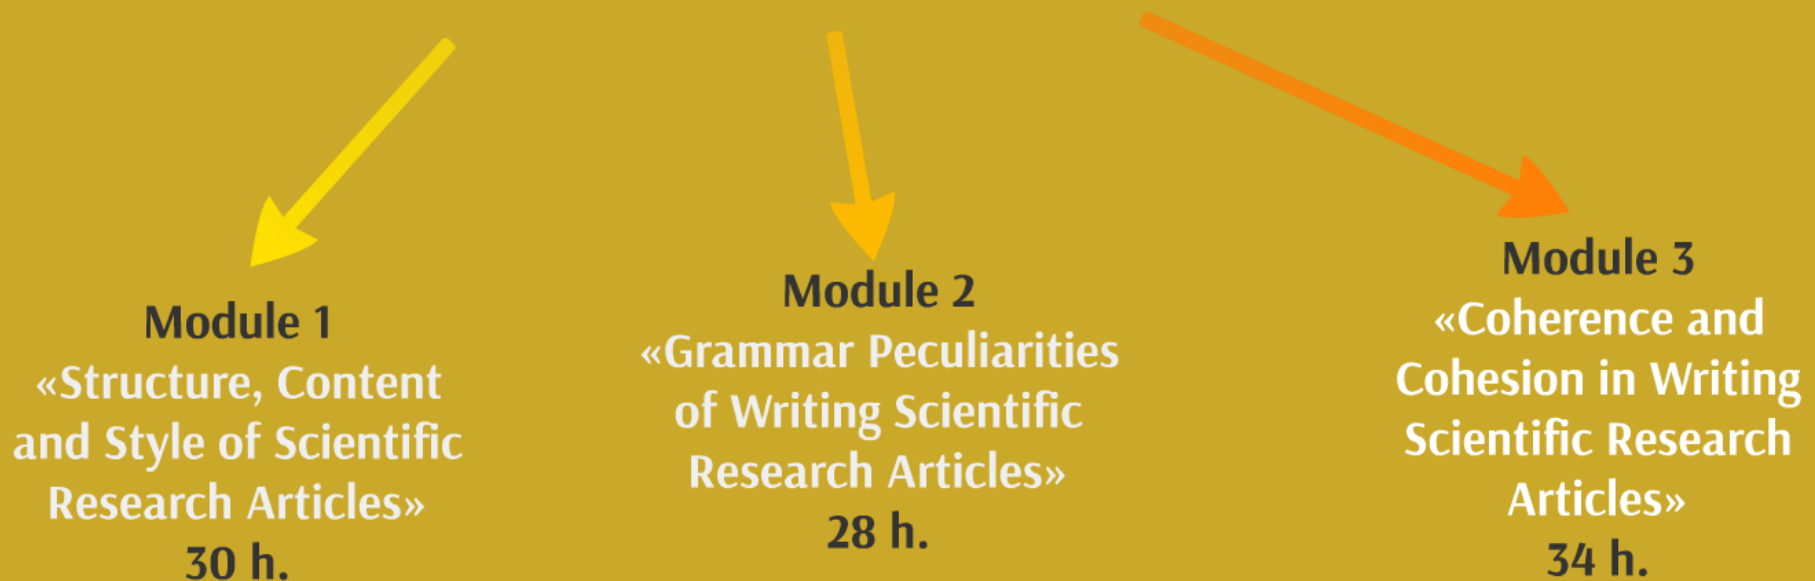 Module 1
«Structure, Content
and Style of Scientific
Research Articles»
30 h.
Module 2
«Grammar Peculiarities
of Writing Scientific
Research Articles»
28 h.
Module 3
«Coherence and
Cohesion in Writing
Scientific Research
Articles»
34 h.